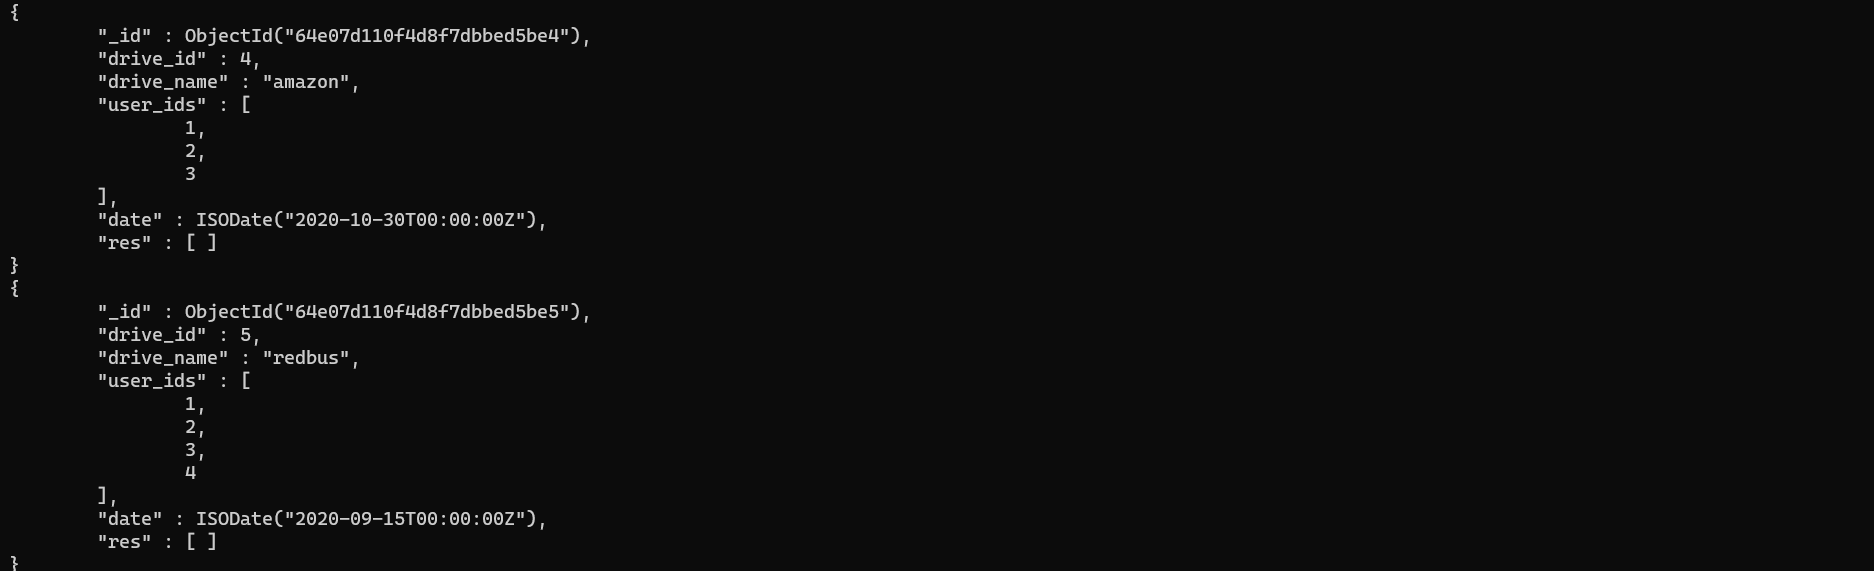 {
        "_id" : ObjectId("64e07d110f4d8f7dbbed5be4"),
        "drive_id" : 4,
        "drive_name" : "amazon",
        "user_ids" : [
                1,
                2,
                3
        ],
        "date" : ISODate("2020-10-30T00:00:00Z"),
        "res" : [ ]
}
{
        "_id" : ObjectId("64e07d110f4d8f7dbbed5be5"),
        "drive_id" : 5,
        "drive_name" : "redbus",
        "user_ids" : [
                1,
                2,
                3,
                4
        ],
        "date" : ISODate("2020-09-15T00:00:00Z"),
        "res" : [ ]
}